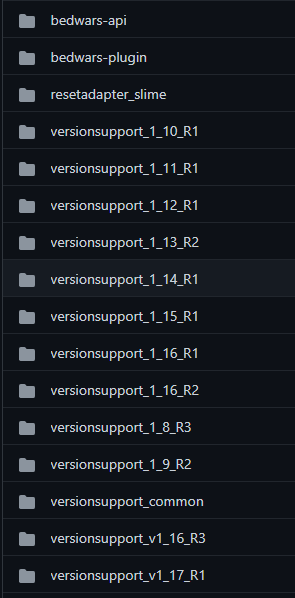 bedwars-api
bedwars-plugin
resetadapter_slime
versionsupport_1_10_R1
versionsupport_1_11_R1
versionsupport_1_12_R1
versionsupport_1_13_R2
versionsupport_1_14_R1
versionsupport_1_15_R1
versionsupport_1_16_R1
versionsupport_1_16_R2
versionsupport_1_8_R3
versionsupport_1_9_R2
versionsupport_common
versionsupport_v1_16_R3
versionsupport_v1_17_R1